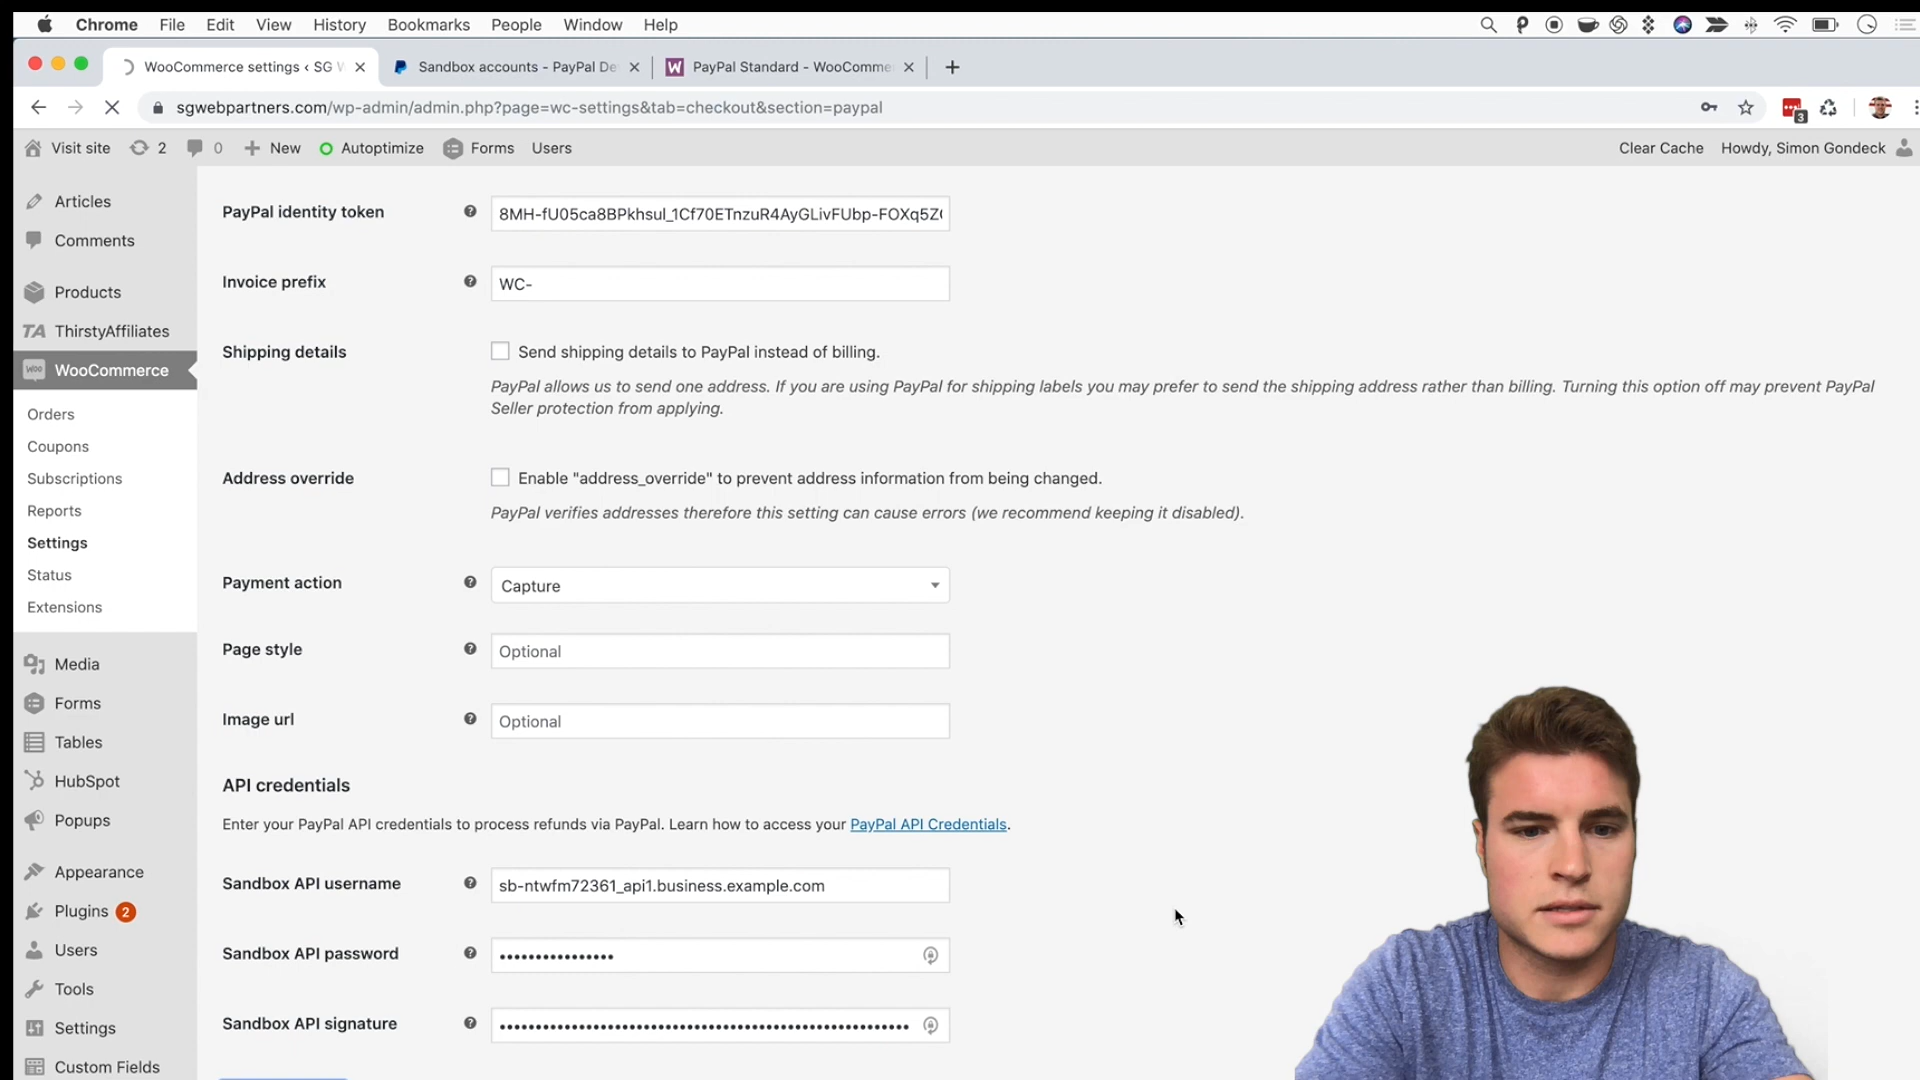 Chrome File Edit View History Bookmarks People Window Help
WooCommerce settings ‹ SG W
Sandbox accounts - PayPal De
PayPal Standard - WooComme
sgwebpartners.com/wp-admin/admin.php?page=wc-settings&tab=checkout&section=paypal
3
Visit site 2 0 New Autoptimize Forms Users Clear Cache Howdy, Simon Gondeck
Articles
Comments
Products
TA ThirstyAffiliates
WooCommerce
Orders
Coupons
Subscriptions
Reports
Settings
Status
Extensions
Media
Forms
Tables
HubSpot
Popups
Appearance
Plugins 2
Users
Tools
Settings
Custom Fields
PayPal identity token
8MH-fU05ca8BPkhsul_1Cf70ETnzuR4AyGLivFUbp-FOXq5Z
Invoice prefix
WC-
Shipping details
Send shipping details to PayPal instead of billing.
PayPal allows us to send one address. If you are using PayPal for shipping labels you may prefer to send the shipping address rather than billing. Turning this option off may prevent PayPal
Seller protection from applying.
Address override
Enable "address_override" to prevent address information from being changed.
PayPal verifies addresses therefore this setting can cause errors (we recommend keeping it disabled).
Payment action
Capture
Page style
Optional
Image url
Optional
API credentials
Enter your PayPal API credentials to process refunds via PayPal. Learn how to access your PayPal API Credentials.
Sandbox API username
sb-ntwfm72361_api1.business.example.com
Sandbox API password
Sandbox API signature